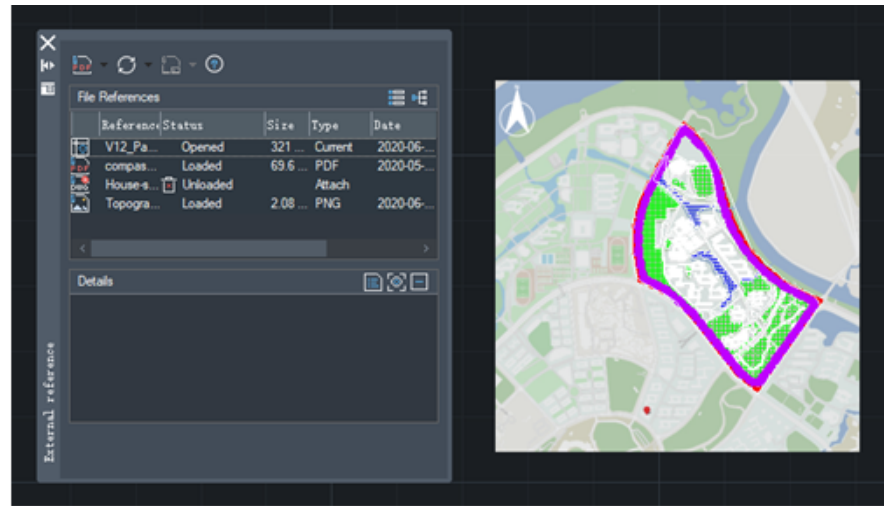 File References
Reference Status Size Type Date
V12_Pa... Opened 321 ... Current 2020-06-...
PDF compas... Loaded 69.6 ... PDF 2020-05-...
House-s... Unloaded Attach
Topogra... Loaded 2.08 ... PNG 2020-06-...
Details
External reference